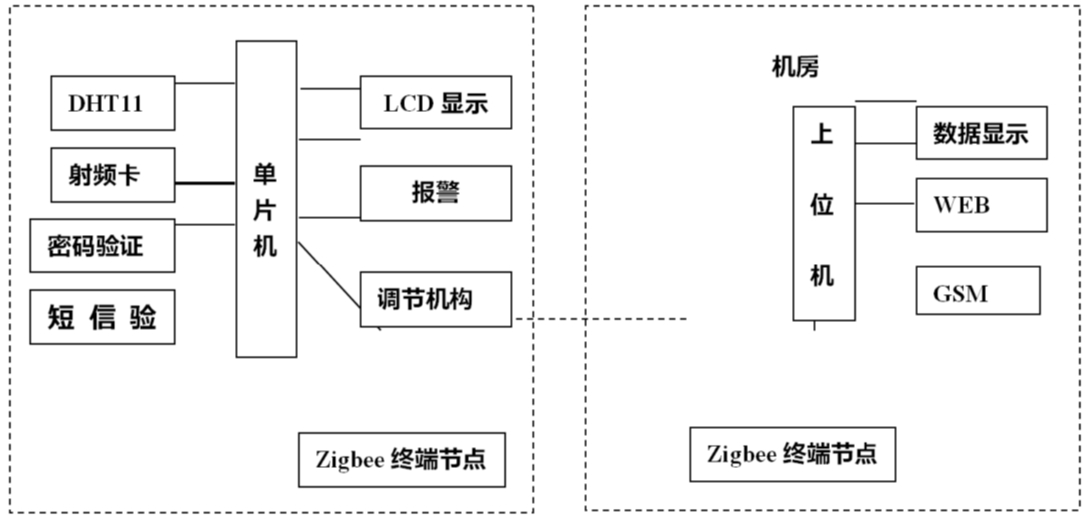 DHT11
射频卡
密码验证
短 信 验
单
片
机
LCD 显示
报警
调节机构
Zigbee 终端节点
机房
上
位
机
数据显示
WEB
GSM
Zigbee 终端节点